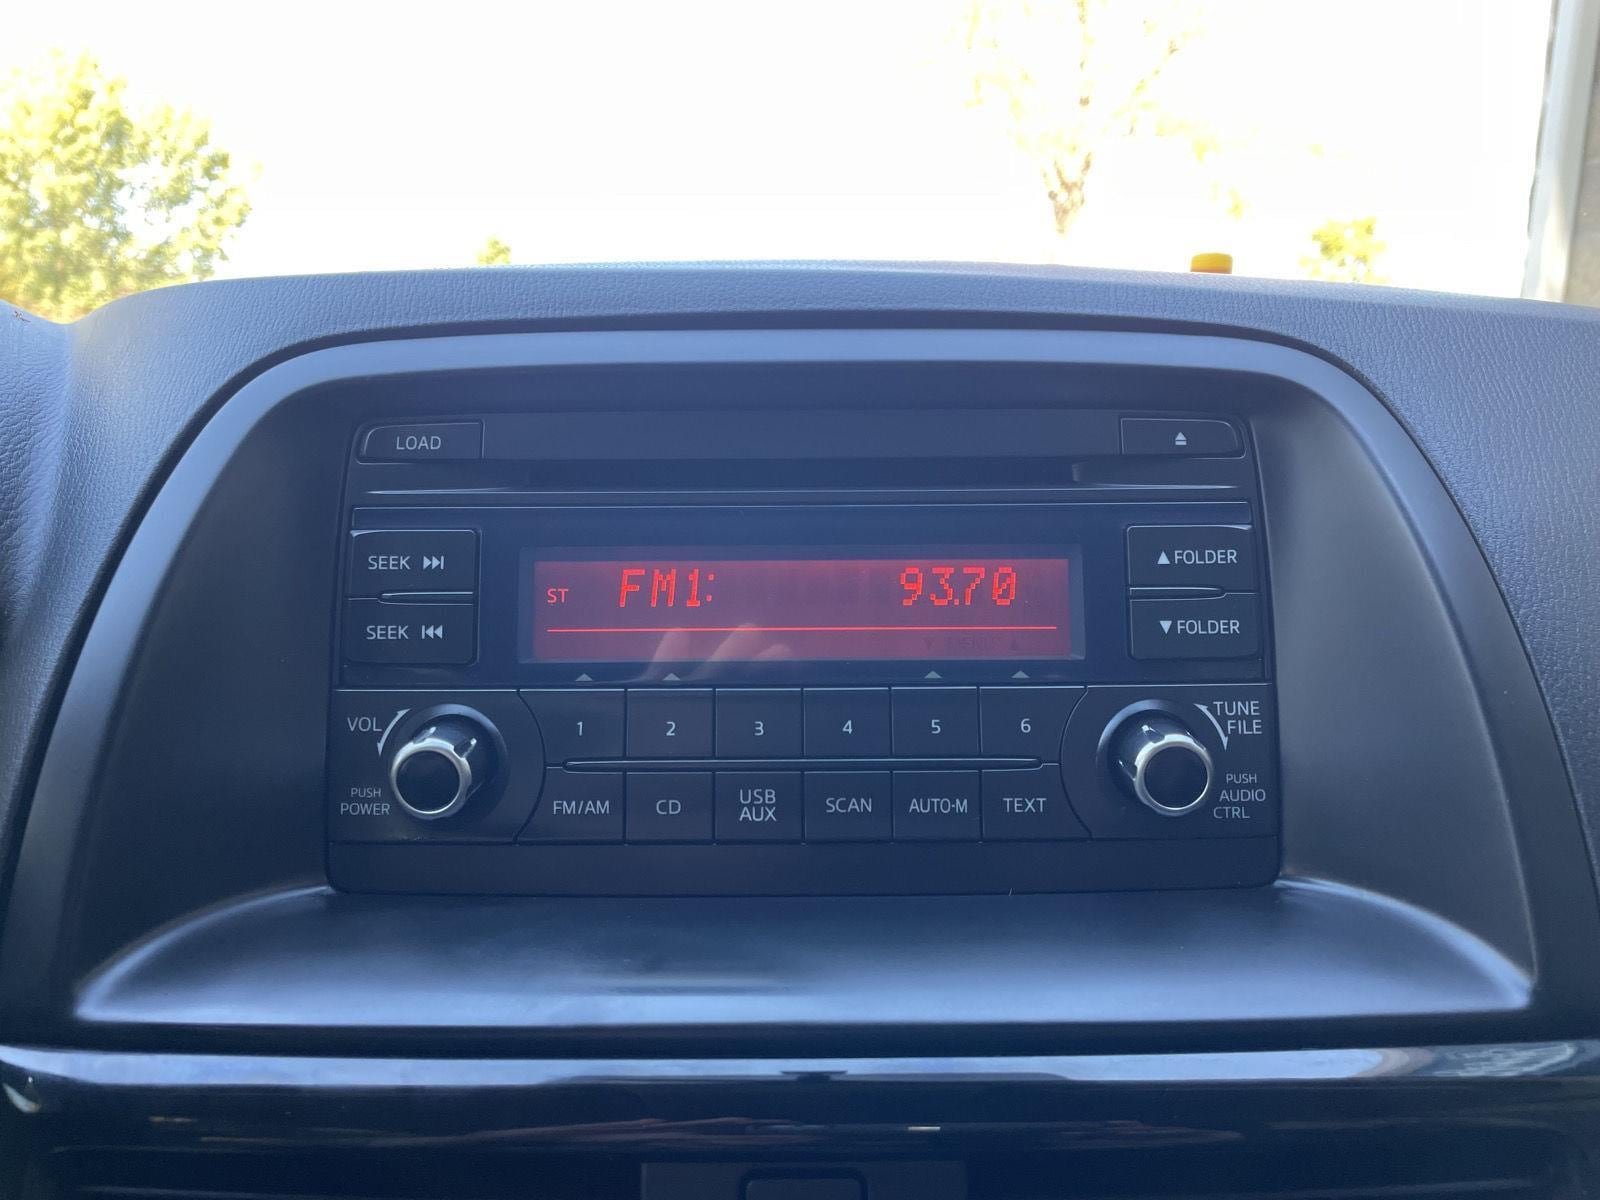 LOAD
SEEK
▲FOLDER
ST FM1: 93.70
SEEK
▼FOLDER
▼ MENU ▲
VOL
1 2 3 4 5 6
TUNE
FILE
PUSH
POWER
FM/AM CD USB
AUX SCAN AUTO-M TEXT
PUSH
AUDIO
CTRL